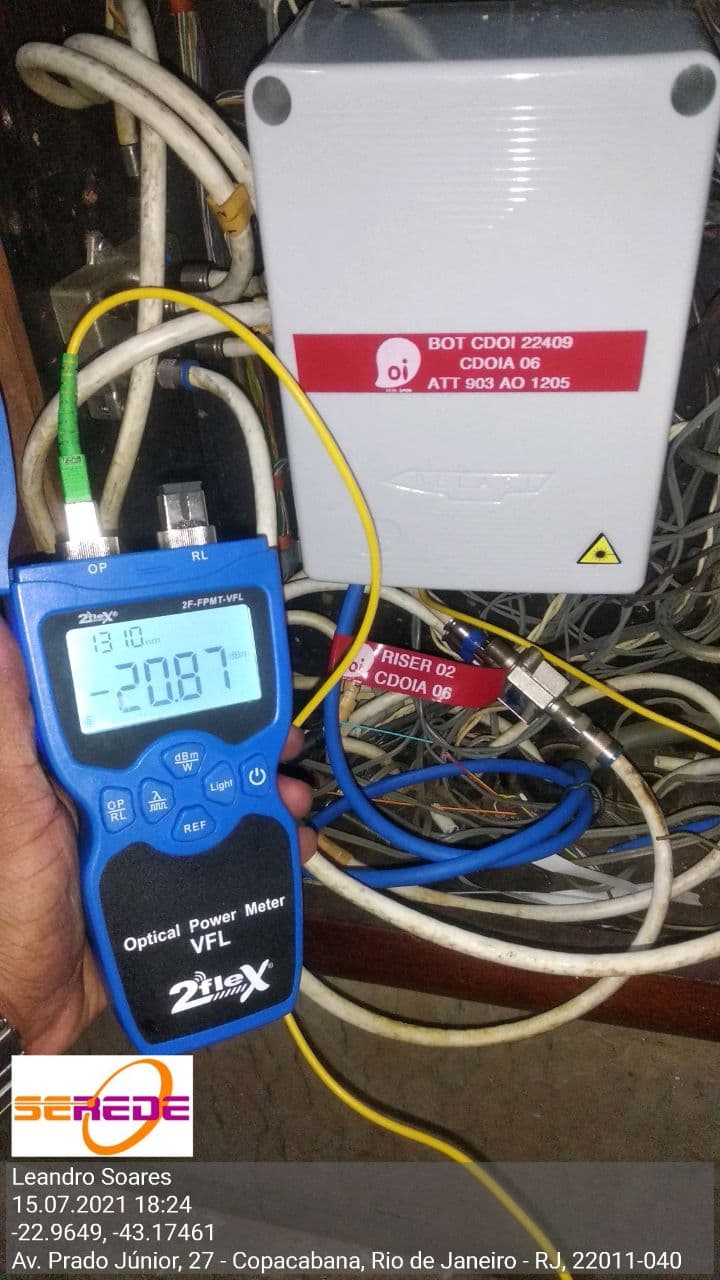 oi
BOT CDOI 22409
CDOIA 06
ATT 903 AO 1205
OP
RL
2flex
2F-FPMT-VFL
1310nm
-20.87 dBm
dBm
W
OP
RL
λ
Light
REF
oi
RISER 02
CDOIA 06
Optical Power Meter
VFL
2flex
SEREDE
Leandro Soares
15.07.2021 18:24
-22.9649, -43.17461
Av. Prado Júnior, 27 - Copacabana, Rio de Janeiro - RJ, 22011-040